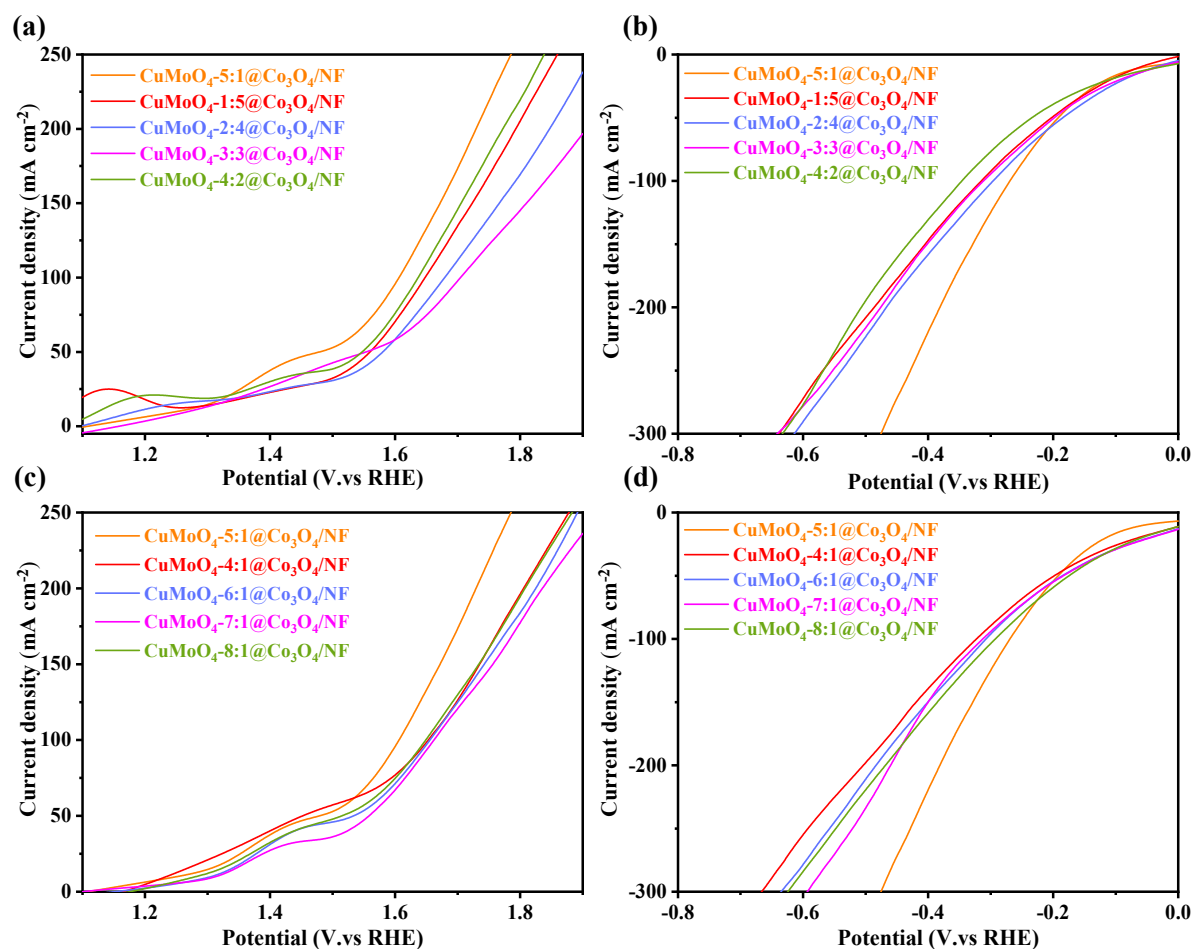 (a)
250
200
150
100
50
0
Current density (mA cm⁻²)
CuMoO₄-5:1@Co₃O₄/NF
CuMoO₄-1:5@Co₃O₄/NF
CuMoO₄-2:4@Co₃O₄/NF
CuMoO₄-3:3@Co₃O₄/NF
CuMoO₄-4:2@Co₃O₄/NF
1.2 1.4 1.6 1.8
Potential (V.vs RHE)
(b)
0
-100
-200
-300
Current density (mA cm⁻²)
CuMoO₄-5:1@Co₃O₄/NF
CuMoO₄-1:5@Co₃O₄/NF
CuMoO₄-2:4@Co₃O₄/NF
CuMoO₄-3:3@Co₃O₄/NF
CuMoO₄-4:2@Co₃O₄/NF
-0.8 -0.6 -0.4 -0.2 0.0
Potential (V.vs RHE)
(c)
250
200
150
100
50
0
Current density (mA cm⁻²)
CuMoO₄-5:1@Co₃O₄/NF
CuMoO₄-4:1@Co₃O₄/NF
CuMoO₄-6:1@Co₃O₄/NF
CuMoO₄-7:1@Co₃O₄/NF
CuMoO₄-8:1@Co₃O₄/NF
1.2 1.4 1.6 1.8
Potential (V.vs RHE)
(d)
0
-100
-200
-300
Current density (mA cm⁻²)
CuMoO₄-5:1@Co₃O₄/NF
CuMoO₄-4:1@Co₃O₄/NF
CuMoO₄-6:1@Co₃O₄/NF
CuMoO₄-7:1@Co₃O₄/NF
CuMoO₄-8:1@Co₃O₄/NF
-0.8 -0.6 -0.4 -0.2 0.0
Potential (V.vs RHE)